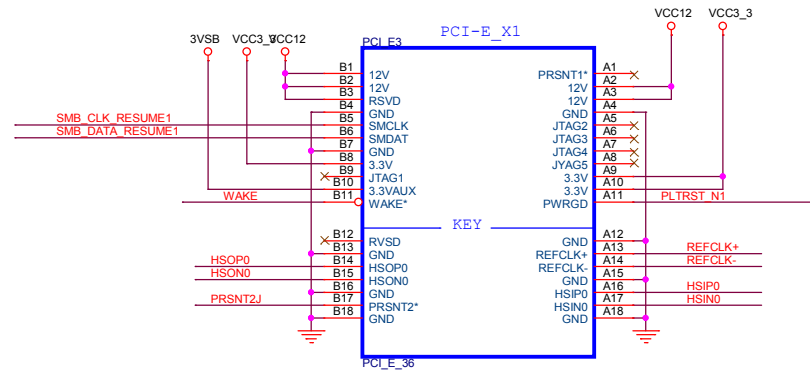 VCC12 VCC3_3
3VSB VCC3_3 VCC12 PCI-E_X1
PCI_E3
B1 12V PRSNT1* A1
B2 12V 12V A2
B3 RSVD 12V A3
B4 GND GND A4
SMB_CLK_RESUME1 B5 SMCLK JTAG2 A5
SMB_DATA_RESUME1 B6 SMDAT JTAG3 A6
B7 GND JTAG4 A7
B8 3.3V JYAG5 A8
B9 JTAG1 3.3V A9
B10 3.3VAUX 3.3V A10
WAKE B11 WAKE* PWRGD A11 PLTRST_N1
KEY
B12 RVSD GND A12
B13 GND REFCLK+ A13 REFCLK+
HSOP0 B14 HSOP0 REFCLK- A14 REFCLK-
HSON0 B15 HSON0 GND A15
B16 GND HSIP0 A16 HSIP0
PRSNT2J B17 PRSNT2* HSIN0 A17 HSIN0
B18 GND GND A18
PCI_E_36